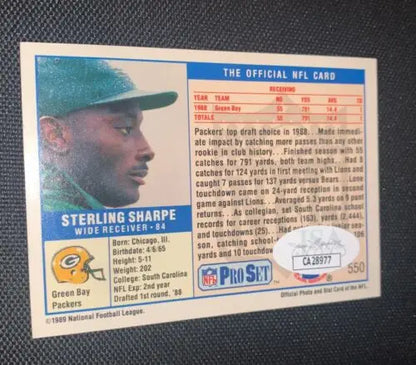 THE OFFICIAL NFL CARD
RECEIVING
YEAR TEAM NO YDS AVG TD
1988 Green Bay 55 791 14.4 1
TOTALS 55 791 14.4 1
Packers' top draft choice in 1988...Made immedi-
ate impact by catching more passes than any other
rookie in club history...Finished season with 55
catches for 791 yards, both team highs...Had 8
catches for 124 yards in first meeting with Lions and
caught 7 passes for 137 yards versus Bears...Lone
touchdown came on 24-yard reception in second
game against Lions...Averaged 5.3 yards on 9 punt
returns...As collegian, set South Carolina school
records for career receptions (163), yards (2,444),
and touchdowns (25)...
106, catching school-
yards and 10 touchdown
STERLING SHARPE
WIDE RECEIVER • 84
Born: Chicago, Ill.
Birthdate: 4/6/65
Height: 5-11
Weight: 202
College: South Carolina
NFL Exp: 2nd year
Drafted 1st round, '88
Green Bay
Packers
©1989 National Football League.
NFL PRO SET ™
JSA
CA28977
550
Official Photo and Stat Card of the NFL.